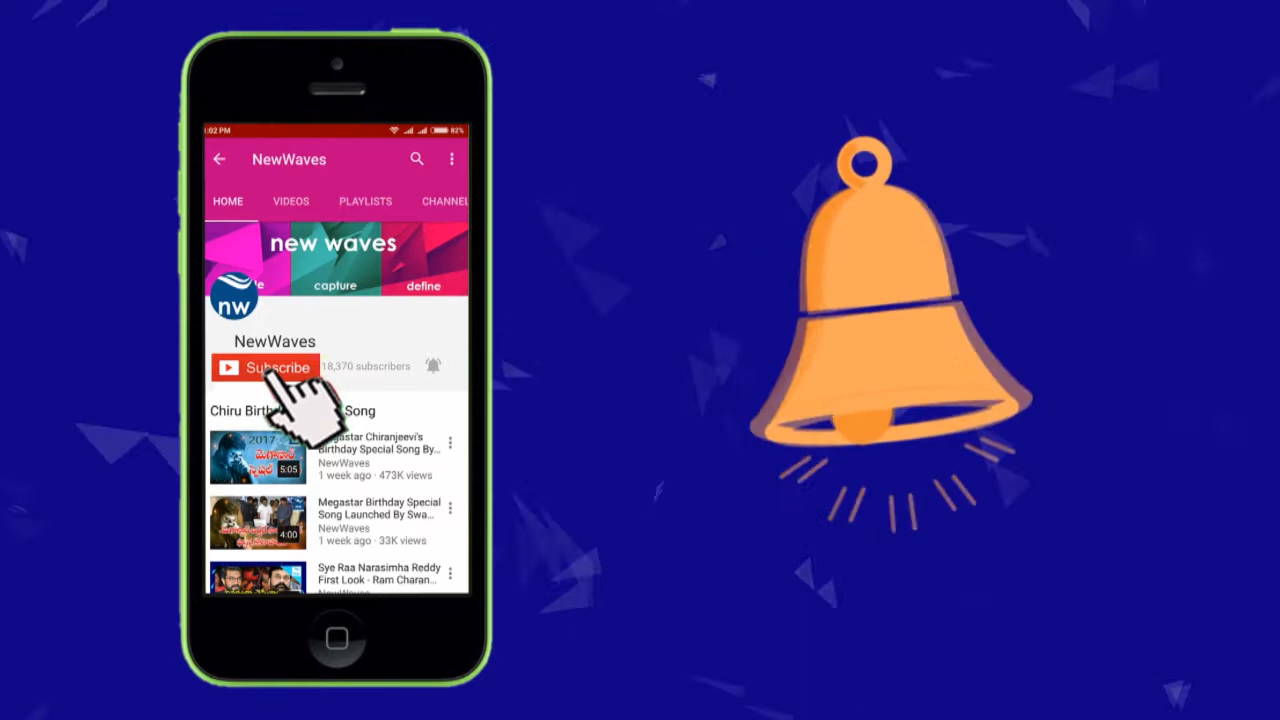 1:02 PM 82%
NewWaves
HOME VIDEOS PLAYLISTS CHANNEL
new waves
capture define
nw
NewWaves
Subscribe 18,370 subscribers
Chiru Song
2017
మెగాస్టార్
స్పెషల్
5:05
Megastar Chiranjeevi's
Birthday Special Song By...
NewWaves
1 week ago · 473K views
4:00
Megastar Birthday Special
Song Launched By Swa...
NewWaves
1 week ago · 33K views
Sye Raa Narasimha Reddy
First Look - Ram Charan...
NewWaves